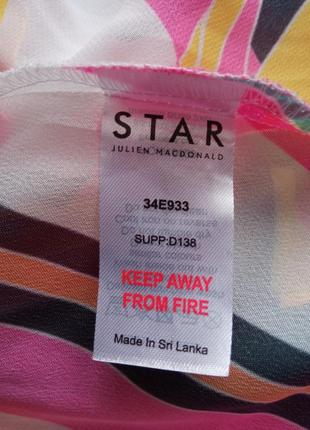 STAR
JULIEN MACDONALD
34E933
SUPP:D138
KEEP AWAY
FROM FIRE
Made In Sri Lanka